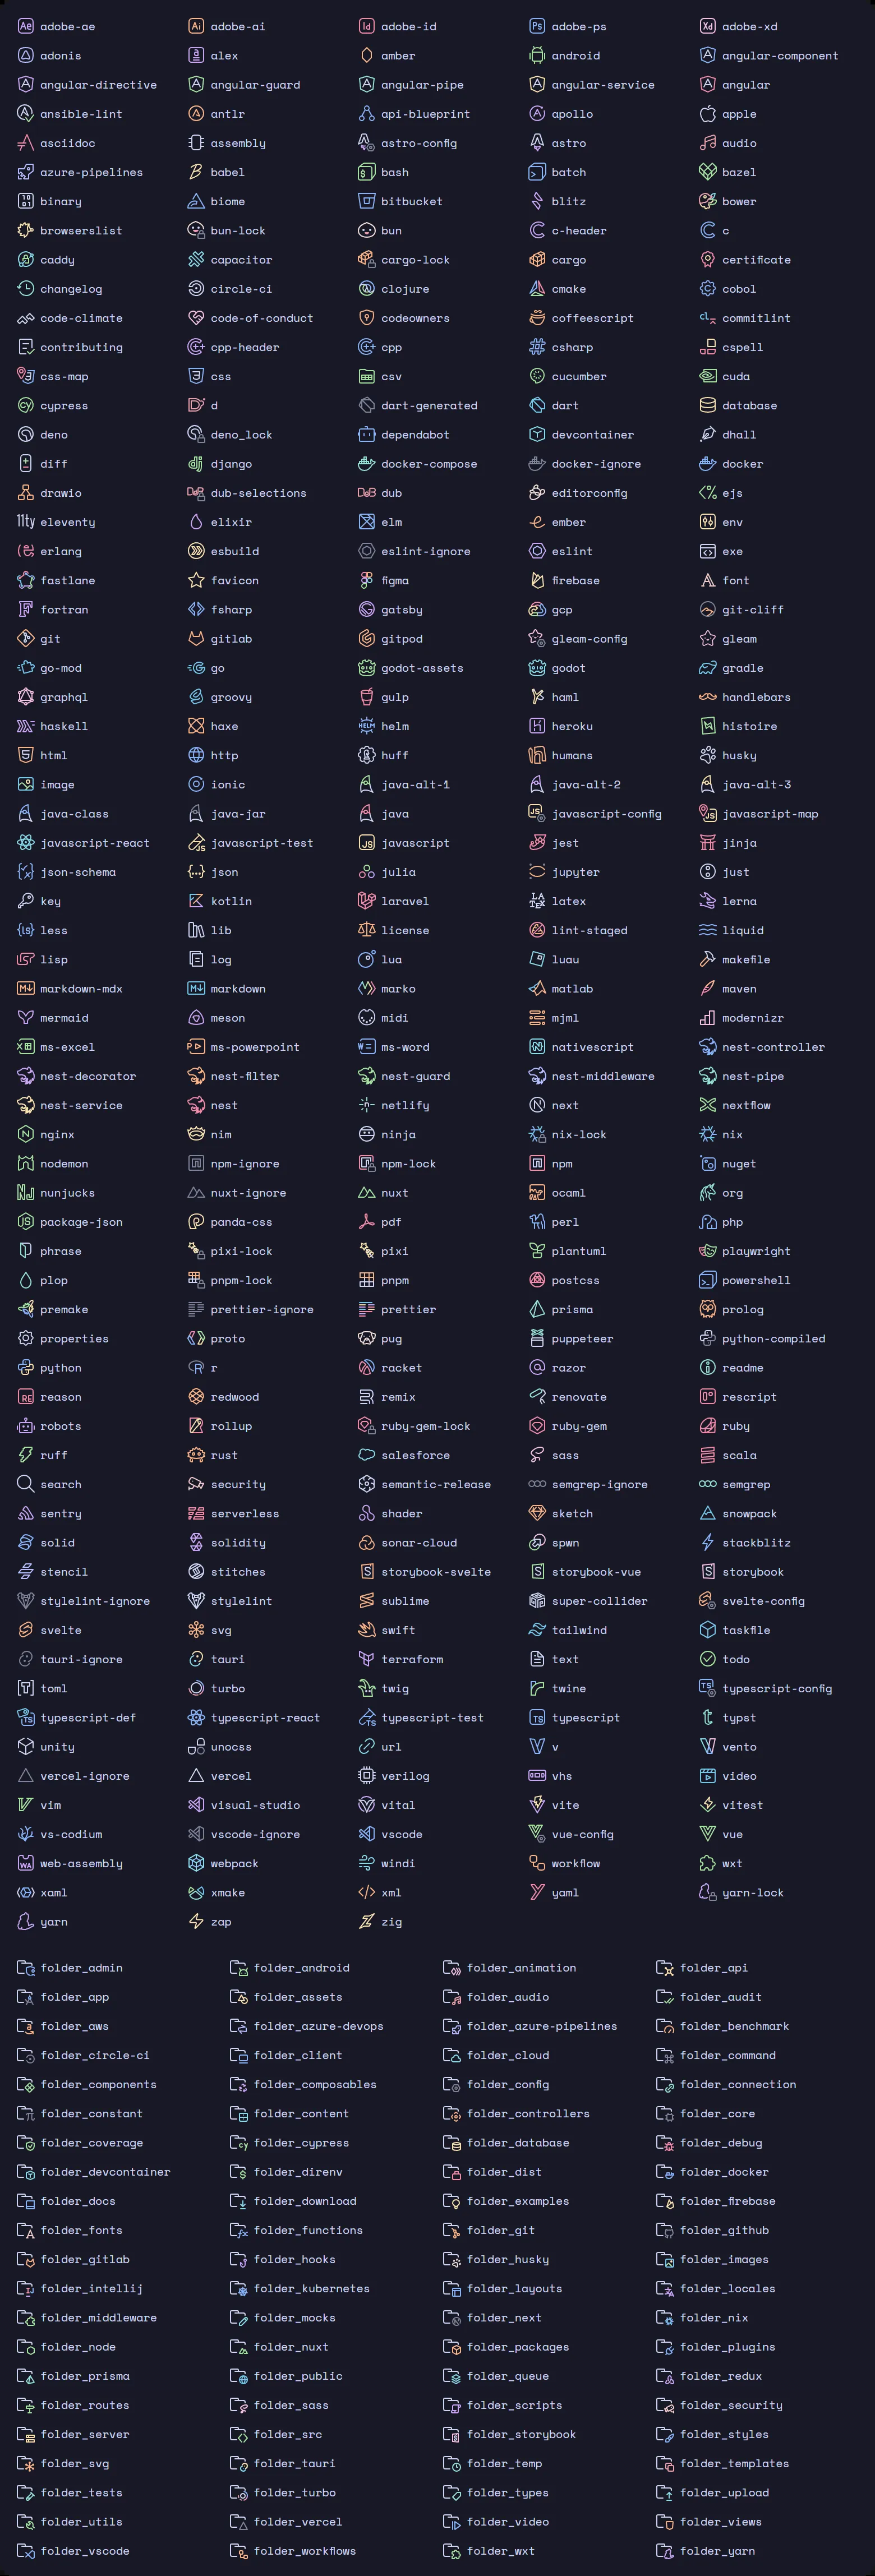 adobe-ae adobe-ai adobe-id adobe-ps adobe-xd
adonis alex amber android angular-component
angular-directive angular-guard angular-pipe angular-service angular
ansible-lint antlr api-blueprint apollo apple
asciidoc assembly astro-config astro audio
azure-pipelines babel bash batch bazel
binary biome bitbucket blitz bower
browserslist bun-lock bun c-header c
caddy capacitor cargo-lock cargo certificate
changelog circle-ci clojure cmake cobol
code-climate code-of-conduct codeowners coffeescript commitlint
contributing cpp-header cpp csharp cspell
css-map css csv cucumber cuda
cypress d dart-generated dart database
deno deno_lock dependabot devcontainer dhall
diff django docker-compose docker-ignore docker
drawio dub-selections dub editorconfig ejs
eleventy elixir elm ember env
erlang esbuild eslint-ignore eslint exe
fastlane favicon figma firebase font
fortran fsharp gatsby gcp git-cliff
git gitlab gitpod gleam-config gleam
go-mod go godot-assets godot gradle
graphql groovy gulp haml handlebars
haskell haxe helm heroku histoire
html http huff humans husky
image ionic java-alt-1 java-alt-2 java-alt-3
java-class java-jar java javascript-config javascript-map
javascript-react javascript-test javascript jest jinja
json-schema json julia jupyter just
key kotlin laravel latex lerna
less lib license lint-staged liquid
lisp log lua luau makefile
markdown-mdx markdown marko matlab maven
mermaid meson midi mjml modernizr
ms-excel ms-powerpoint ms-word nativescript nest-controller
nest-decorator nest-filter nest-guard nest-middleware nest-pipe
nest-service nest netlify next nextflow
nginx nim ninja nix-lock nix
nodemon npm-ignore npm-lock npm nuget
nunjucks nuxt-ignore nuxt ocaml org
package-json panda-css pdf perl php
phrase pixi-lock pixi plantuml playwright
plop pnpm-lock pnpm postcss powershell
premake prettier-ignore prettier prisma prolog
properties proto pug puppeteer python-compiled
python r racket razor readme
reason redwood remix renovate rescript
robots rollup ruby-gem-lock ruby-gem ruby
ruff rust salesforce sass scala
search security semantic-release semgrep-ignore semgrep
sentry serverless shader sketch snowpack
solid solidity sonar-cloud spwn stackblitz
stencil stitches storybook-svelte storybook-vue storybook
stylelint-ignore stylelint sublime super-collider svelte-config
svelte svg swift tailwind taskfile
tauri-ignore tauri terraform text todo
toml turbo twig twine typescript-config
typescript-def typescript-react typescript-test typescript typst
unity unocss url v vento
vercel-ignore vercel verilog vhs video
vim visual-studio vital vite vitest
vs-codium vscode-ignore vscode vue-config vue
web-assembly webpack windi workflow wxt
xaml xmake xml yaml yarn-lock
yarn zap zig
folder_admin folder_android folder_animation folder_api
folder_app folder_assets folder_audio folder_audit
folder_aws folder_azure-devops folder_azure-pipelines folder_benchmark
folder_circle-ci folder_client folder_cloud folder_command
folder_components folder_composables folder_config folder_connection
folder_constant folder_content folder_controllers folder_core
folder_coverage folder_cypress folder_database folder_debug
folder_devcontainer folder_direnv folder_dist folder_docker
folder_docs folder_download folder_examples folder_firebase
folder_fonts folder_functions folder_git folder_github
folder_gitlab folder_hooks folder_husky folder_images
folder_intellij folder_kubernetes folder_layouts folder_locales
folder_middleware folder_mocks folder_next folder_nix
folder_node folder_nuxt folder_packages folder_plugins
folder_prisma folder_public folder_queue folder_redux
folder_routes folder_sass folder_scripts folder_security
folder_server folder_src folder_storybook folder_styles
folder_svg folder_tauri folder_temp folder_templates
folder_tests folder_turbo folder_types folder_upload
folder_utils folder_vercel folder_video folder_views
folder_vscode folder_workflows folder_wxt folder_yarn